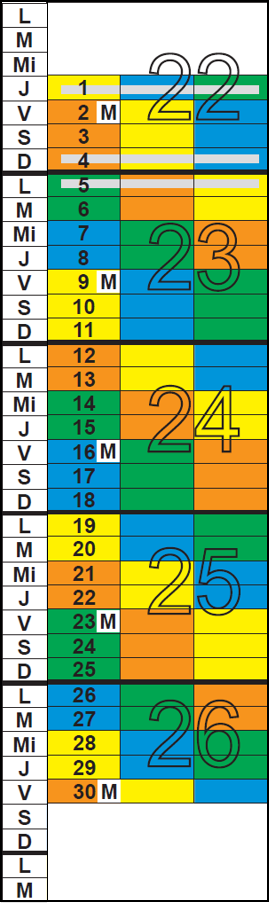 L
M
Mi
J 1
V 2 M
S 3
D 4
22
L 5
M 6
Mi 7
J 8
V 9 M
S 10
D 11
23
L 12
M 13
Mi 14
J 15
V 16 M
S 17
D 18
24
L 19
M 20
Mi 21
J 22
V 23 M
S 24
D 25
25
L 26
M 27
Mi 28
J 29
V 30 M
S
D
26
L
M